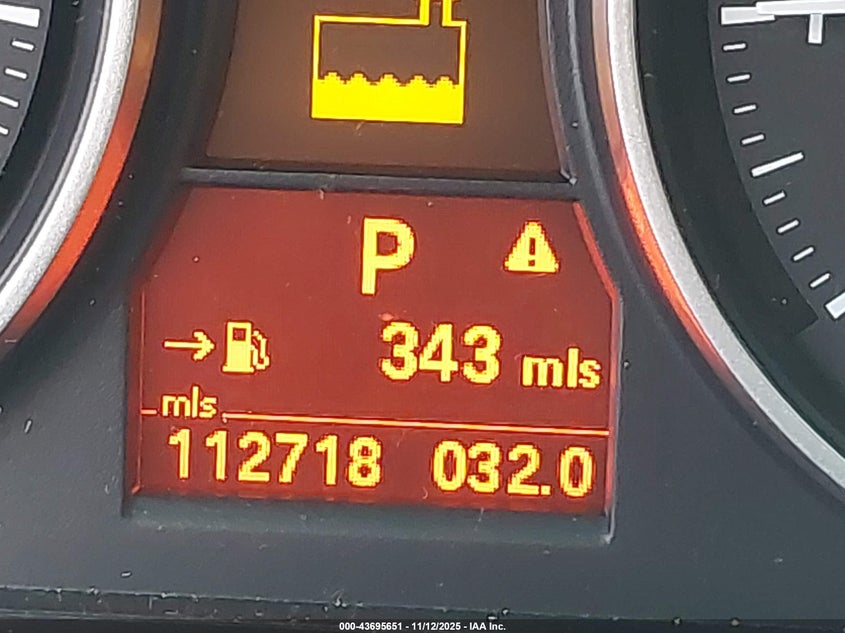 P
343 mls
mls
112718 032.0
000-43695651 - 11/12/2025 - IAA Inc.